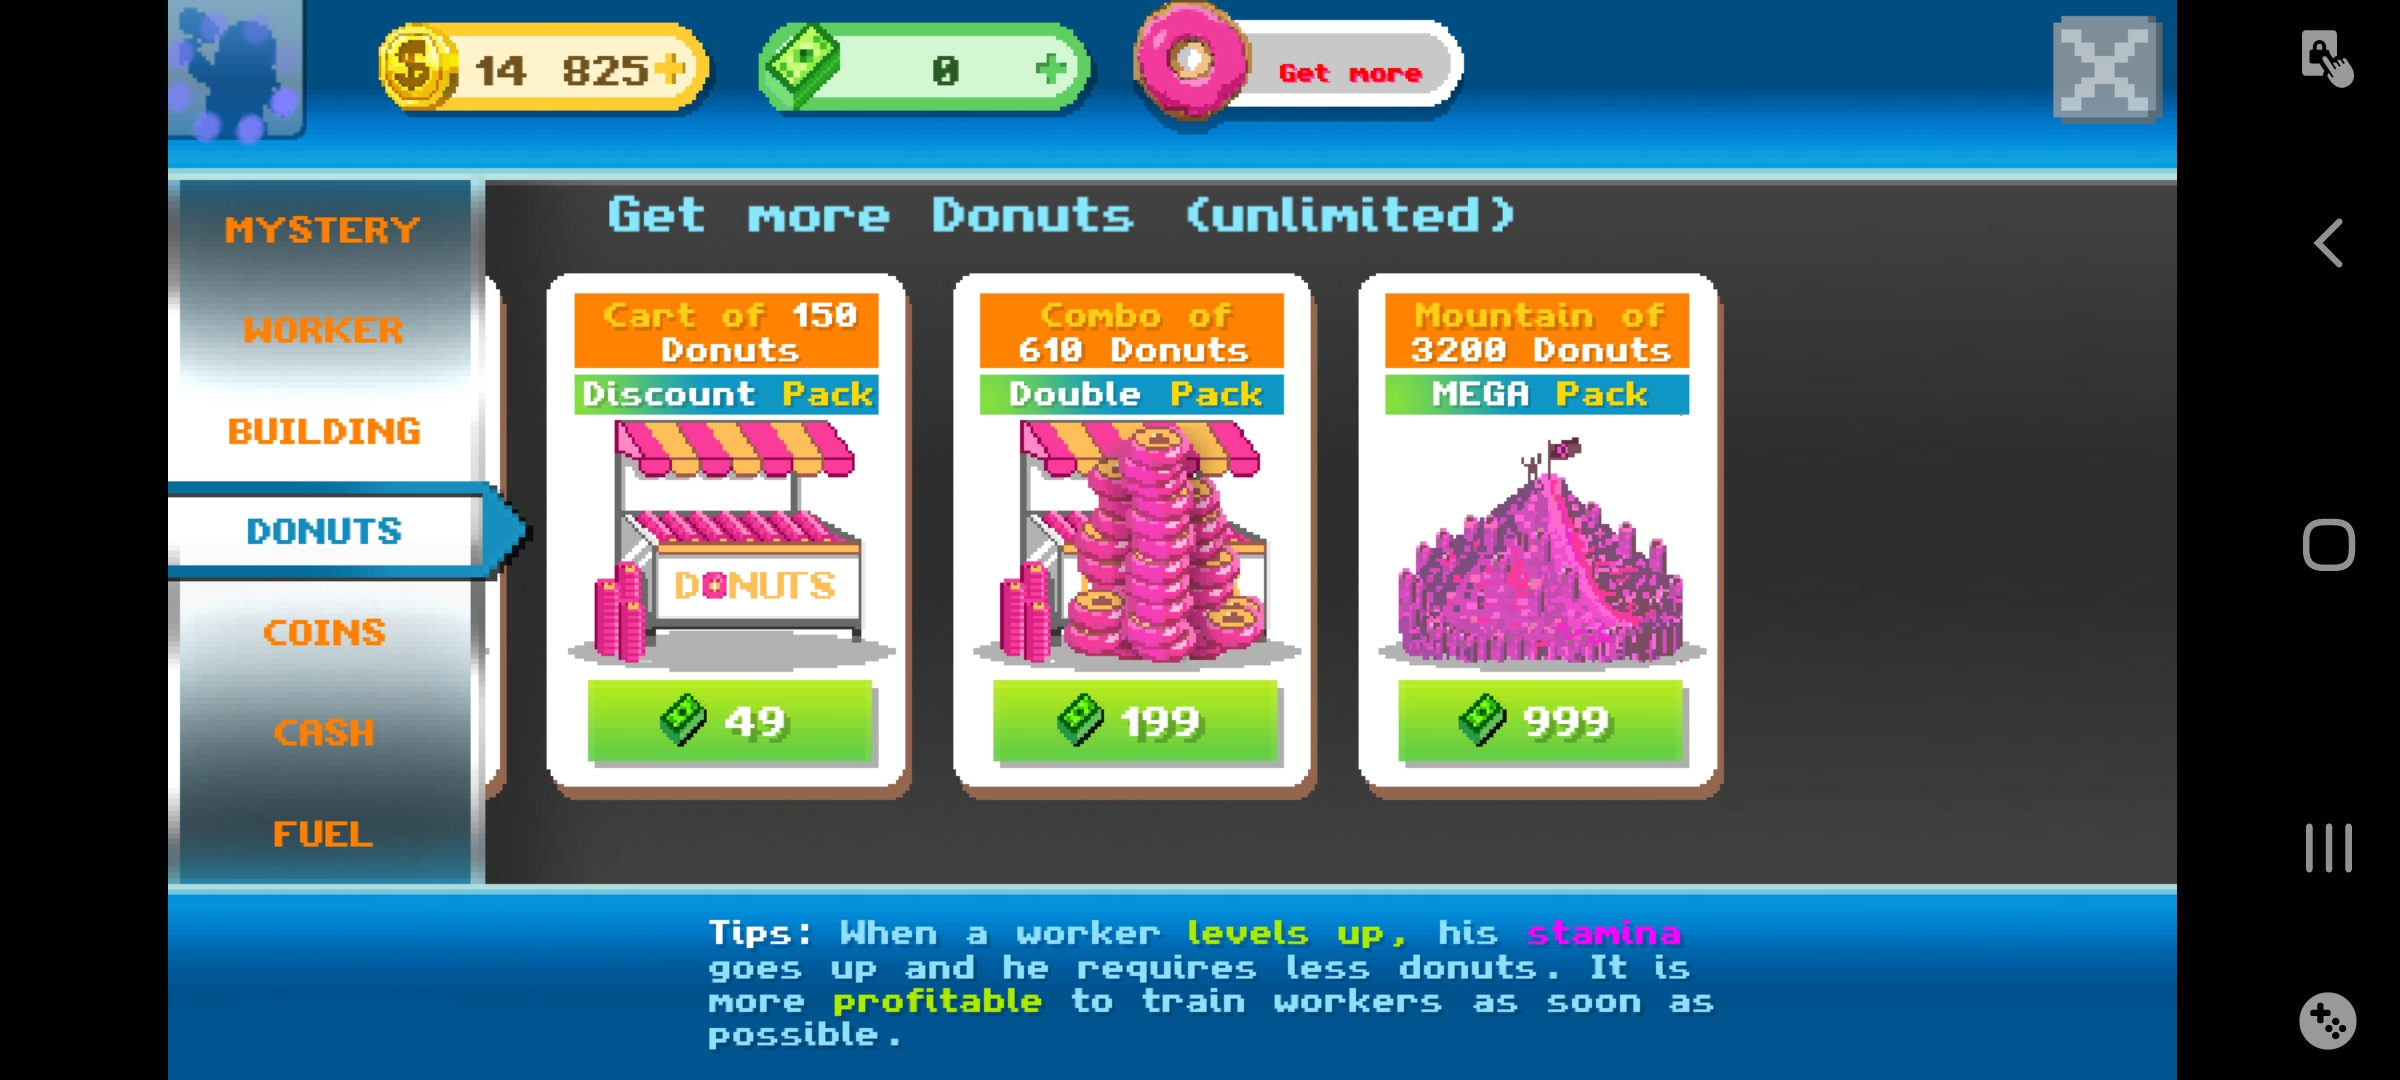 14 825
0
Get more
MYSTERY
WORKER
BUILDING
DONUTS
COINS
CASH
FUEL
Get more Donuts (unlimited)
Cart of 150
Donuts
Discount Pack
DONUTS
49
Combo of
610 Donuts
Double Pack
199
Mountain of
3200 Donuts
MEGA Pack
999
Tips: When a worker levels up, his stamina
goes up and he requires less donuts. It is
more profitable to train workers as soon as
possible.